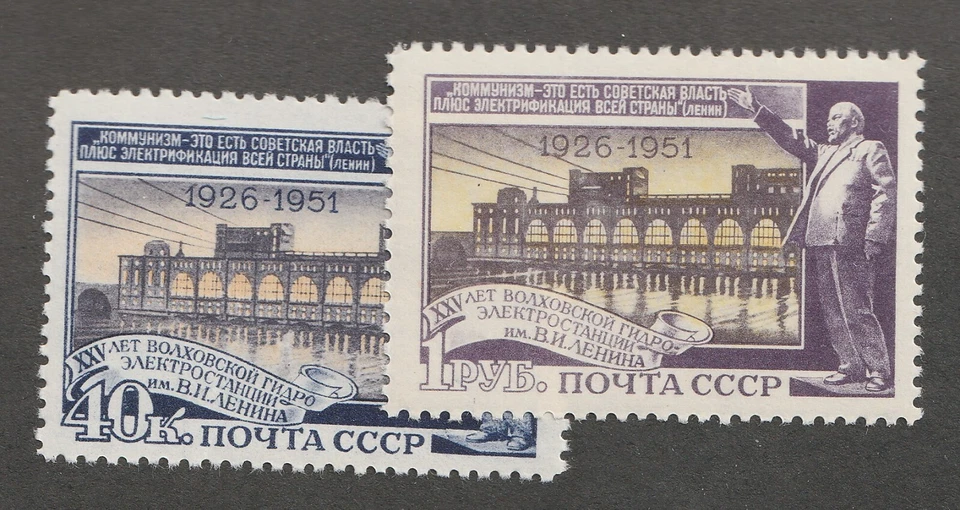 „КОММУНИЗМ–ЭТО ЕСТЬ СОВЕТСКАЯ ВЛАСТЬ
ПЛЮС ЭЛЕКТРИФИКАЦИЯ ВСЕЙ СТРАНЫ“(ЛЕНИН)
1926-1951
XXV ЛЕТ ВОЛХОВСКОЙ ГИДРО
ЭЛЕКТРОСТАНЦИИ
ИМ. В.И. ЛЕНИНА
40К. ПОЧТА СССР
„КОММУНИЗМ–ЭТО ЕСТЬ СОВЕТСКАЯ ВЛАСТЬ
ПЛЮС ЭЛЕКТРИФИКАЦИЯ ВСЕЙ СТРАНЫ“(ЛЕНИН)
1926-1951
XXV ЛЕТ ВОЛХОВСКОЙ ГИДРО-
ЭЛЕКТРОСТАНЦИИ
ИМ. В.И. ЛЕНИНА
1РУБ. ПОЧТА СССР